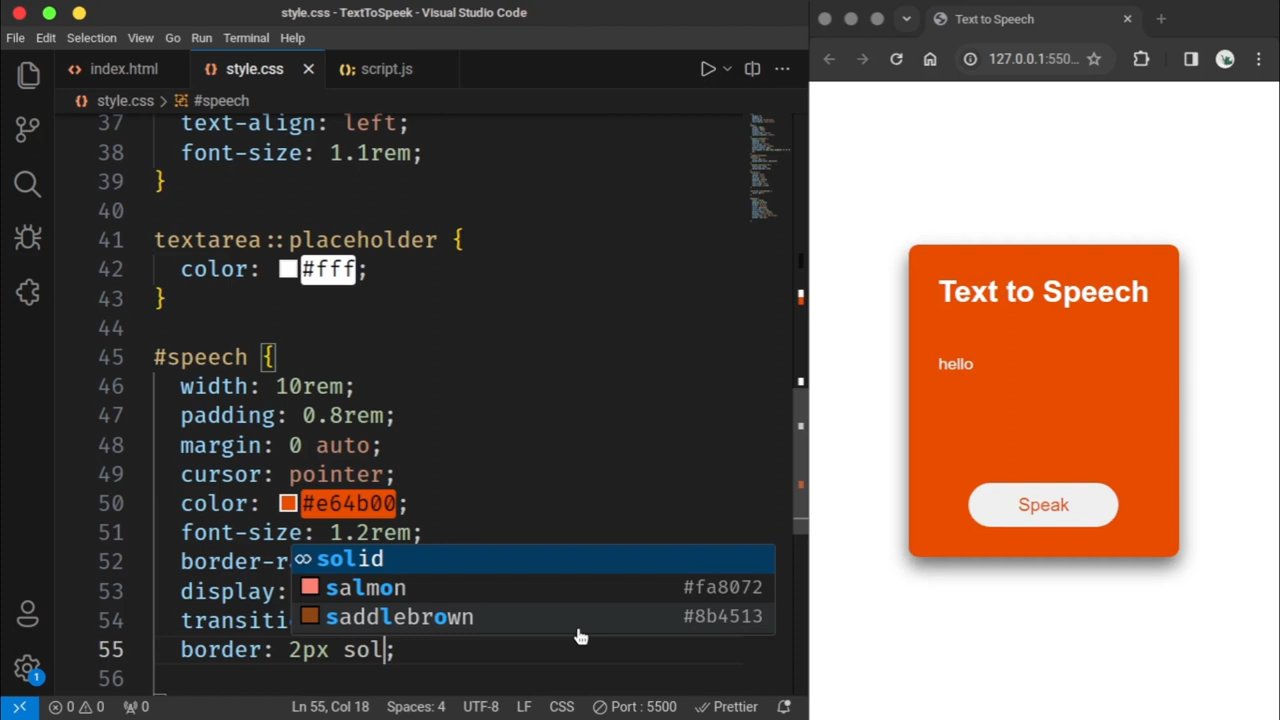 style.css - TextToSpeek - Visual Studio Code
File Edit Selection View Go Run Terminal Help
index.html style.css script.js
style.css > #speech
37 text-align: left;
38 font-size: 1.1rem;
39 }
40
41 textarea::placeholder {
42 color: #fff;
43 }
44
45 #speech {
46 width: 10rem;
47 padding: 0.8rem;
48 margin: 0 auto;
49 cursor: pointer;
50 color: #e64b00;
51 font-size: 1.2rem;
52 border-r
solid
53 display:
salmon #fa8072
54 transiti
saddlebrown #8b4513
55 border: 2px sol;
56
0 0 0 Ln 55, Col 18 Spaces: 4 UTF-8 LF CSS Port : 5500 Prettier
1
Text to Speech
127.0.0.1:550...
Text to Speech
hello
Speak